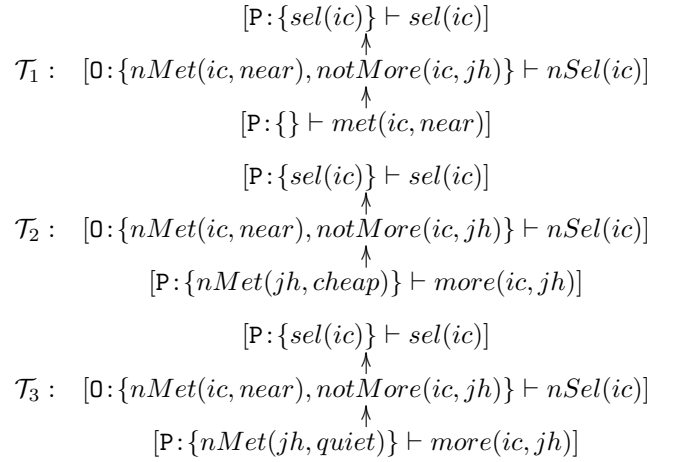 [P:{sel(ic)} ⊢ sel(ic)]
𝒯₁ : [O:{nMet(ic, near), notMore(ic, jh)} ⊢ nSel(ic)]
[P:{} ⊢ met(ic, near)]
[P:{sel(ic)} ⊢ sel(ic)]
𝒯₂ : [O:{nMet(ic, near), notMore(ic, jh)} ⊢ nSel(ic)]
[P:{nMet(jh, cheap)} ⊢ more(ic, jh)]
[P:{sel(ic)} ⊢ sel(ic)]
𝒯₃ : [O:{nMet(ic, near), notMore(ic, jh)} ⊢ nSel(ic)]
[P:{nMet(jh, quiet)} ⊢ more(ic, jh)]